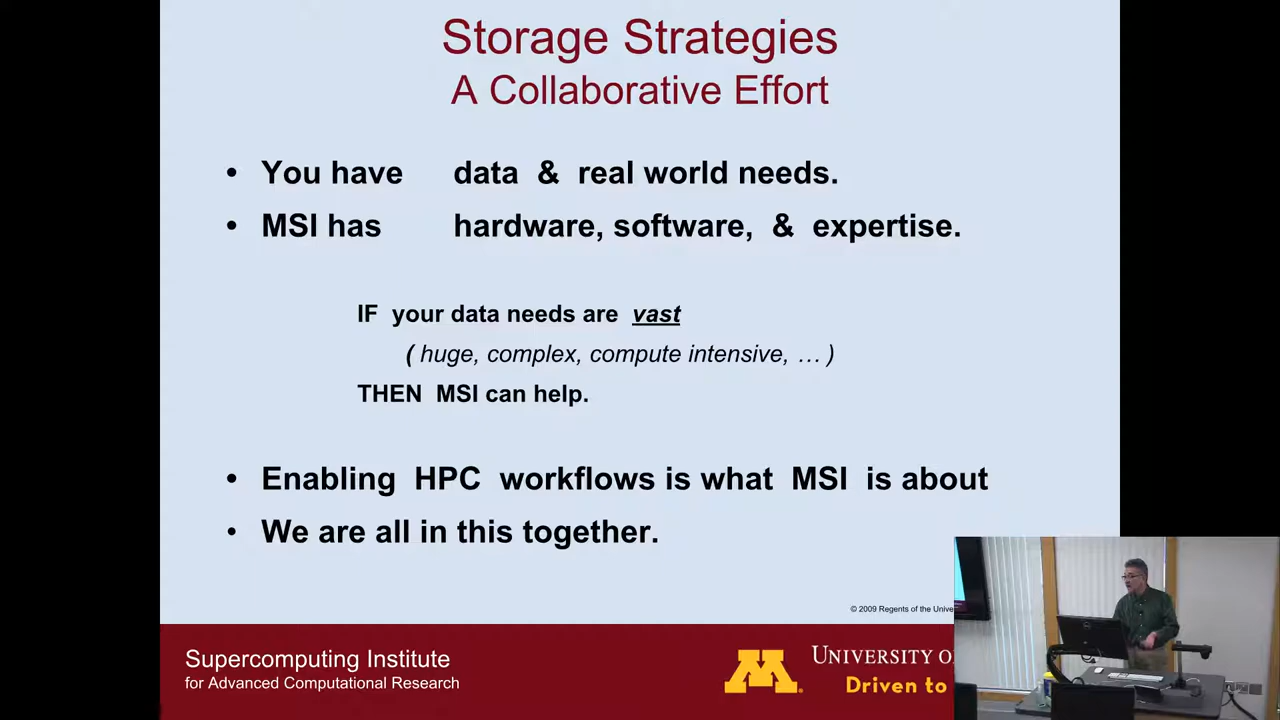 Storage Strategies
A Collaborative Effort
• You have data & real world needs.
• MSI has hardware, software, & expertise.
IF your data needs are vast
( huge, complex, compute intensive, … )
THEN MSI can help.
• Enabling HPC workflows is what MSI is about
• We are all in this together.
© 2009 Regents of the
Supercomputing Institute
for Advanced Computational Research
M
UNIVERSITY
Driven to